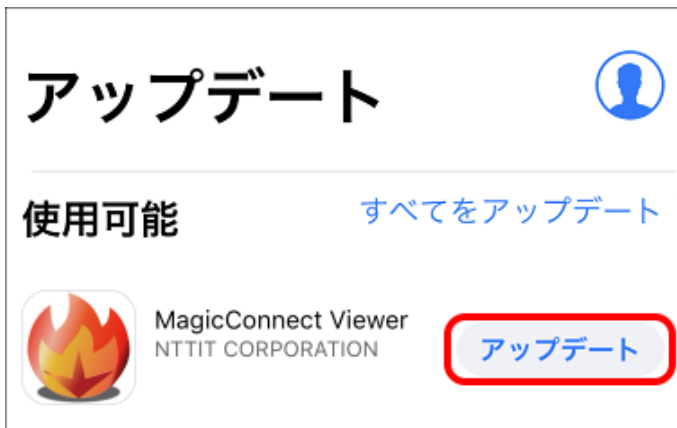 アップデート
使用可能
すべてをアップデート
MagicConnect Viewer
NTTIT CORPORATION
アップデート